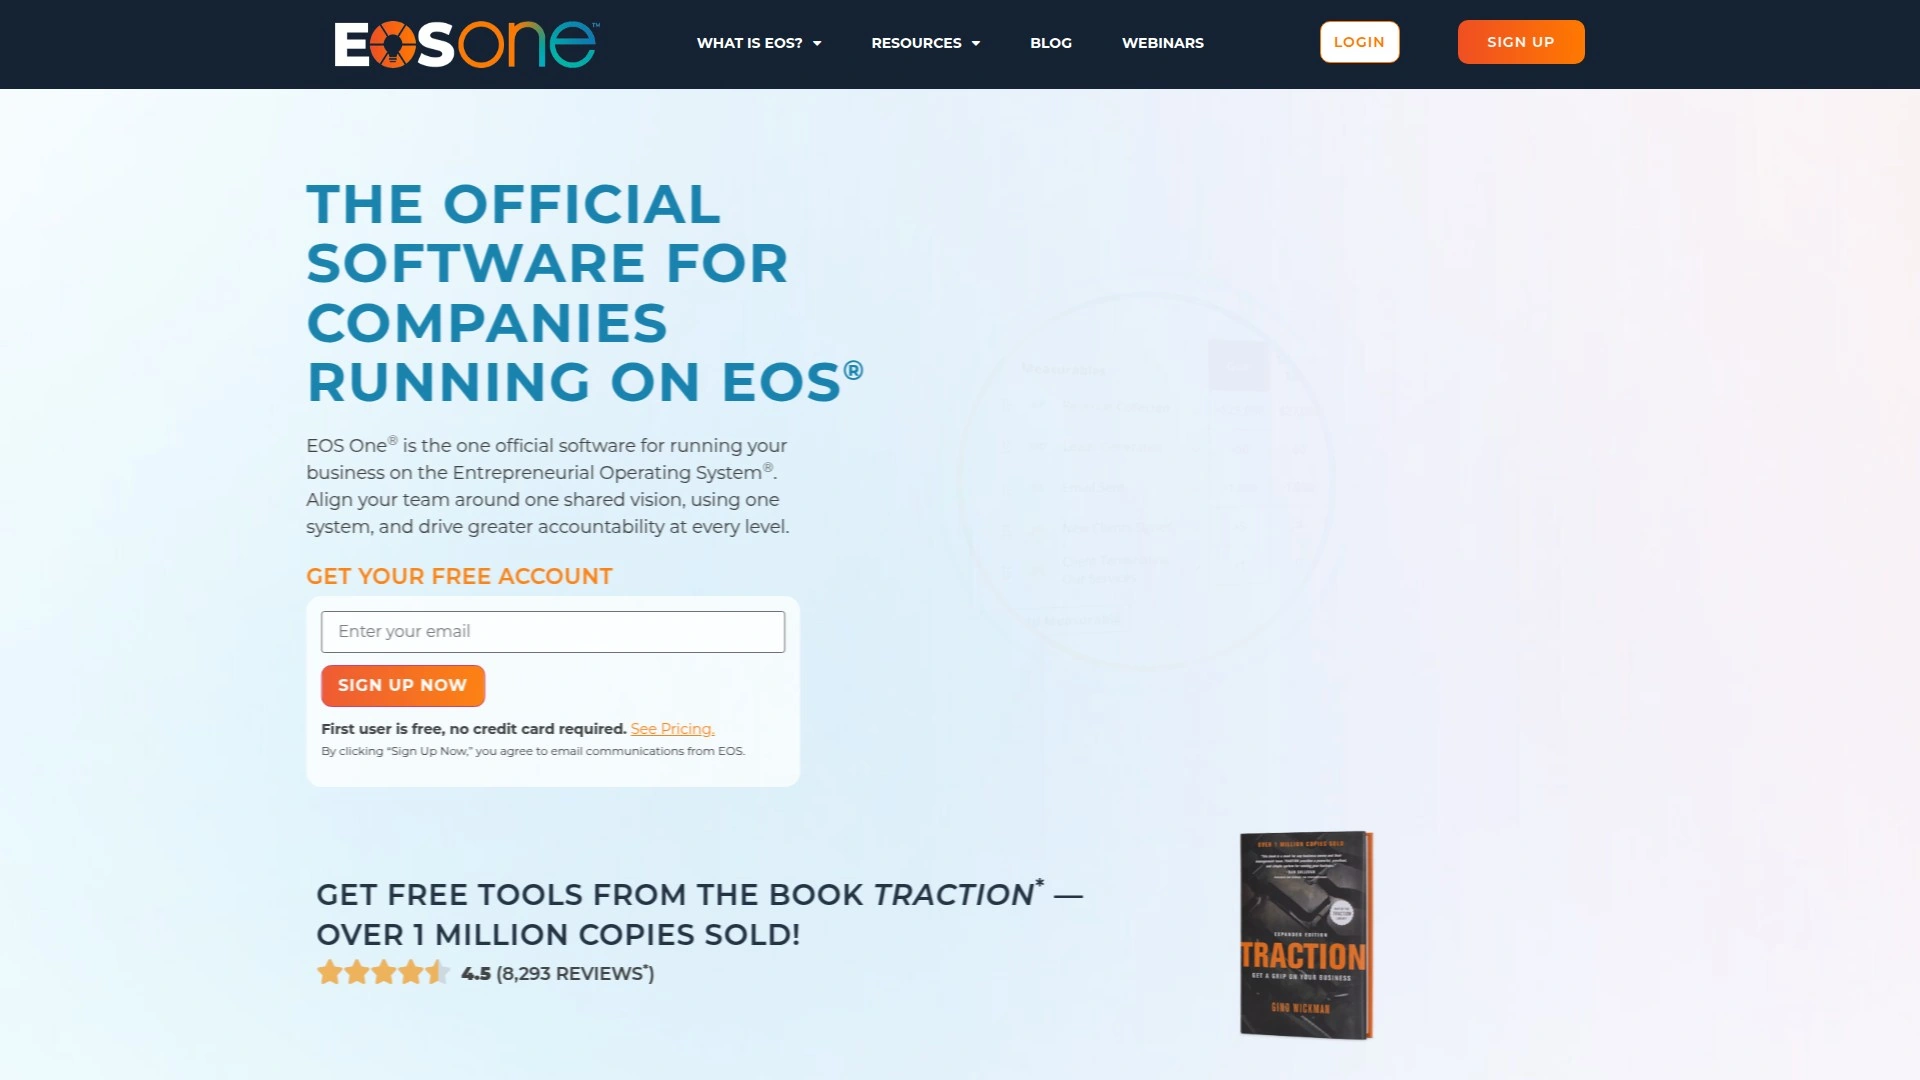 EOSone™
WHAT IS EOS?
RESOURCES
BLOG
WEBINARS
LOGIN
SIGN UP
THE OFFICIAL
SOFTWARE FOR
COMPANIES
RUNNING ON EOS®
EOS One® is the one official software for running your
business on the Entrepreneurial Operating System®.
Align your team around one shared vision, using one
system, and drive greater accountability at every level.
GET YOUR FREE ACCOUNT
Enter your email
SIGN UP NOW
First user is free, no credit card required. See Pricing.
By clicking “Sign Up Now,” you agree to email communications from EOS.
Measurables
GET FREE TOOLS FROM THE BOOK TRACTION* —
OVER 1 MILLION COPIES SOLD!
4.5 (8,293 REVIEWS*)
OVER 1 MILLION COPIES SOLD
EXPANDED EDITION
TRACTION
GET A GRIP ON YOUR BUSINESS
GINO WICKMAN